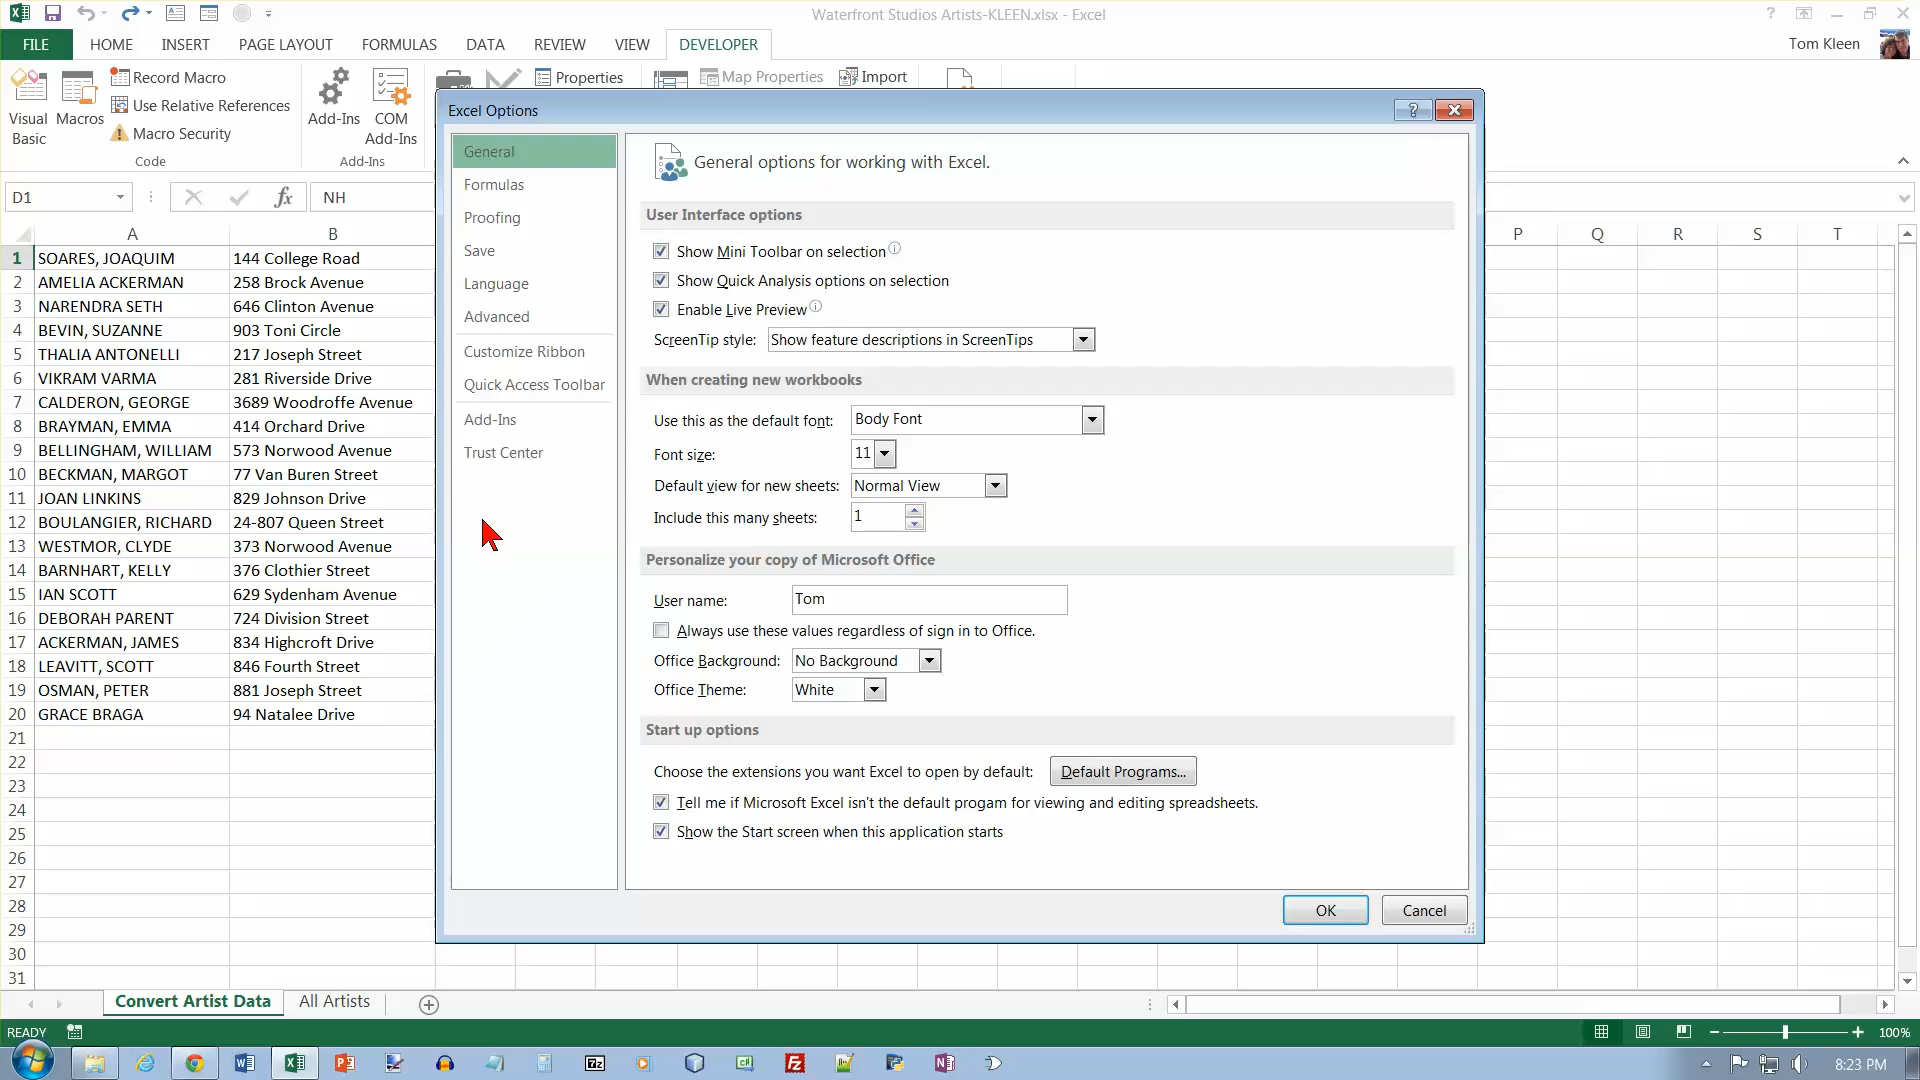 Waterfront Studios Artists-KLEEN.xlsx - Excel
FILE HOME INSERT PAGE LAYOUT FORMULAS DATA REVIEW VIEW DEVELOPER Tom Kleen
Visual Basic
Macros
Record Macro
Use Relative References
Macro Security
Code
Add-Ins
COM Add-Ins
Add-Ins
Properties
Map Properties
Import
D1 fx NH
A B P Q R S T
1 SOARES, JOAQUIM 144 College Road
2 AMELIA ACKERMAN 258 Brock Avenue
3 NARENDRA SETH 646 Clinton Avenue
4 BEVIN, SUZANNE 903 Toni Circle
5 THALIA ANTONELLI 217 Joseph Street
6 VIKRAM VARMA 281 Riverside Drive
7 CALDERON, GEORGE 3689 Woodroffe Avenue
8 BRAYMAN, EMMA 414 Orchard Drive
9 BELLINGHAM, WILLIAM 573 Norwood Avenue
10 BECKMAN, MARGOT 77 Van Buren Street
11 JOAN LINKINS 829 Johnson Drive
12 BOULANGIER, RICHARD 24-807 Queen Street
13 WESTMOR, CLYDE 373 Norwood Avenue
14 BARNHART, KELLY 376 Clothier Street
15 IAN SCOTT 629 Sydenham Avenue
16 DEBORAH PARENT 724 Division Street
17 ACKERMAN, JAMES 834 Highcroft Drive
18 LEAVITT, SCOTT 846 Fourth Street
19 OSMAN, PETER 881 Joseph Street
20 GRACE BRAGA 94 Natalee Drive
21
22
23
24
25
26
27
28
29
30
31
Excel Options
General
Formulas
Proofing
Save
Language
Advanced
Customize Ribbon
Quick Access Toolbar
Add-Ins
Trust Center
General options for working with Excel.
User Interface options
Show Mini Toolbar on selection
Show Quick Analysis options on selection
Enable Live Preview
ScreenTip style: Show feature descriptions in ScreenTips
When creating new workbooks
Use this as the default font: Body Font
Font size: 11
Default view for new sheets: Normal View
Include this many sheets: 1
Personalize your copy of Microsoft Office
User name: Tom
Always use these values regardless of sign in to Office.
Office Background: No Background
Office Theme: White
Start up options
Choose the extensions you want Excel to open by default: Default Programs...
Tell me if Microsoft Excel isn't the default progam for viewing and editing spreadsheets.
Show the Start screen when this application starts
OK Cancel
Convert Artist Data All Artists
READY 100%
8:23 PM